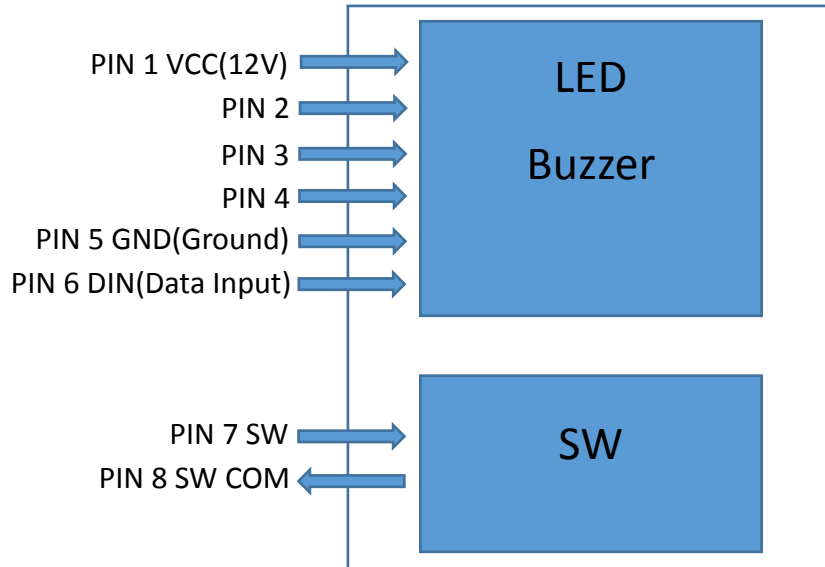 PIN 1 VCC(12V)
PIN 2
PIN 3
PIN 4
PIN 5 GND(Ground)
PIN 6 DIN(Data Input)
LED
Buzzer
PIN 7 SW
PIN 8 SW COM
SW